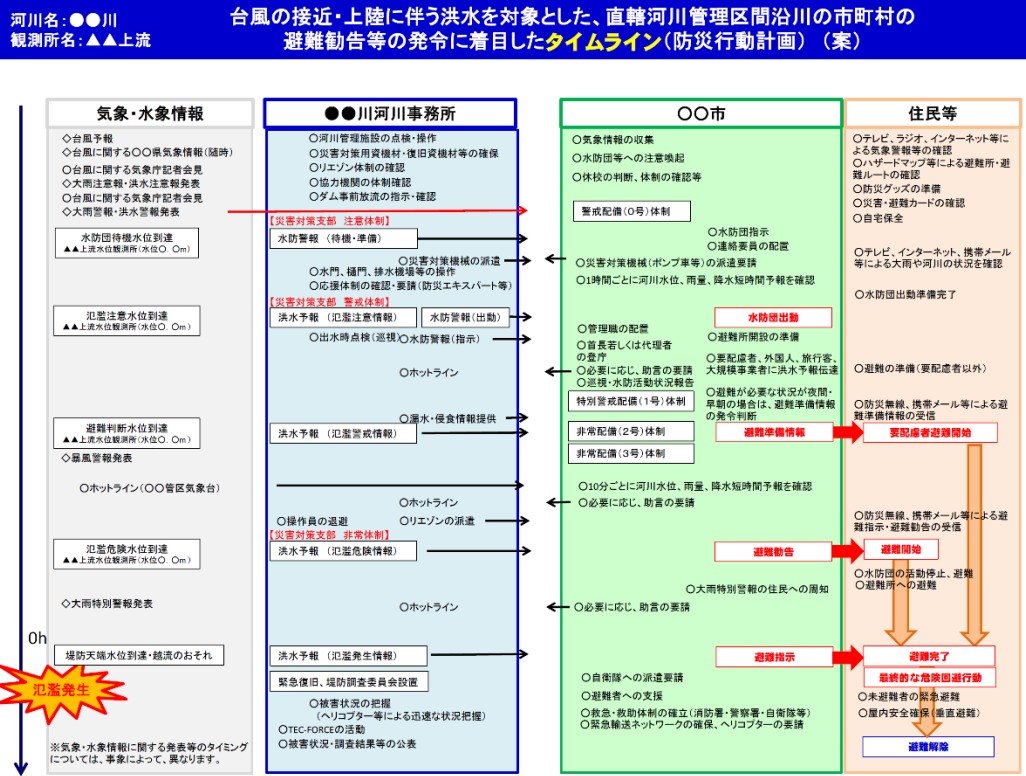 河川名：●●川
観測所名：▲▲上流
台風の接近・上陸に伴う洪水を対象とした、直轄河川管理区間沿川の市町村の
避難勧告等の発令に着目したタイムライン（防災行動計画）（案）
気象・水象情報
◇台風予報
◇台風に関する〇〇県気象情報（随時）
〇台風に関する気象庁記者会見
◇大雨注意報・洪水注意報発表
〇台風に関する気象庁記者会見
◇大雨警報・洪水警報発表
水防団待機水位到達
▲▲上流水位観測所（水位〇．〇m）
氾濫注意水位到達
▲▲上流水位観測所（水位〇．〇m）
避難判断水位到達
▲▲上流水位観測所（水位〇．〇m）
◇暴風警報発表
〇ホットライン（〇〇管区気象台）
氾濫危険水位到達
▲▲上流水位観測所（水位〇．〇m）
◇大雨特別警報発表
0h
堤防天端水位到達・越流のおそれ
氾濫発生
※気象・水象情報に関する発表等のタイミング
については、事象によって、異なります。
●●川河川事務所
〇河川管理施設の点検・操作
〇災害対策用資機材・復旧資機材等の確保
〇リエゾン体制の確認
〇協力機関の体制確認
〇ダム事前放流の指示・確認
【災害対策支部 注意体制】
水防警報（待機・準備）
〇災害対策機械の派遣
〇水門、樋門、排水機場等の操作
〇応援体制の確認・要請（防災エキスパート等）
【災害対策支部 警戒体制】
洪水予報（氾濫注意情報）
水防警報（出動）
〇出水時点検（巡視）
〇水防警報（指示）
〇ホットライン
〇漏水・侵食情報提供
洪水予報（氾濫警戒情報）
〇ホットライン
〇操作員の退避
〇リエゾンの派遣
【災害対策支部 非常体制】
洪水予報（氾濫危険情報）
〇ホットライン
洪水予報（氾濫発生情報）
緊急復旧、堤防調査委員会設置
〇被害状況の把握
（ヘリコプター等による迅速な状況把握）
〇TEC-FORCEの活動
〇被害状況・調査結果等の公表
〇〇市
〇気象情報の収集
〇水防団等への注意喚起
〇休校の判断、体制の確認等
警戒配備（０号）体制
〇水防団指示
〇連絡要員の配置
〇災害対策機械（ポンプ車等）の派遣要請
〇1時間ごとに河川水位、雨量、降水短時間予報を確認
水防団出動
〇管理職の配置
〇避難所開設の準備
〇首長若しくは代理者
の登庁
〇必要に応じ、助言の要請
〇巡視・水防活動状況報告
〇要配慮者、外国人、旅行客、
大規模事業者に洪水予報伝達
特別警戒配備（１号）体制
〇避難が必要な状況が夜間・
早朝の場合は、避難準備情報
の発令判断
非常配備（２号）体制
避難準備情報
非常配備（３号）体制
〇10分ごとに河川水位、雨量、降水短時間予報を確認
〇必要に応じ、助言の要請
避難勧告
〇大雨特別警報の住民への周知
〇必要に応じ、助言の要請
避難指示
〇自衛隊への派遣要請
〇避難者への支援
〇救急・救助体制の確立（消防署・警察署・自衛隊等）
〇緊急輸送ネットワークの確保、ヘリコプターの要請
住民等
〇テレビ、ラジオ、インターネット等に
よる気象警報等の確認
〇ハザードマップ等による避難所・避
難ルートの確認
〇防災グッズの準備
〇災害・避難カードの確認
〇自宅保全
〇テレビ、インターネット、携帯メール
等による大雨や河川の状況を確認
〇水防団出動準備完了
〇避難の準備（要配慮者以外）
〇防災無線、携帯メール等による避
難準備情報の受信
要配慮者避難開始
〇防災無線、携帯メール等による避
難指示・避難勧告の受信
避難開始
〇水防団の活動停止、避難
〇避難所への避難
避難完了
最終的な危険回避行動
〇未避難者の緊急避難
〇屋内安全確保（垂直避難）
避難解除